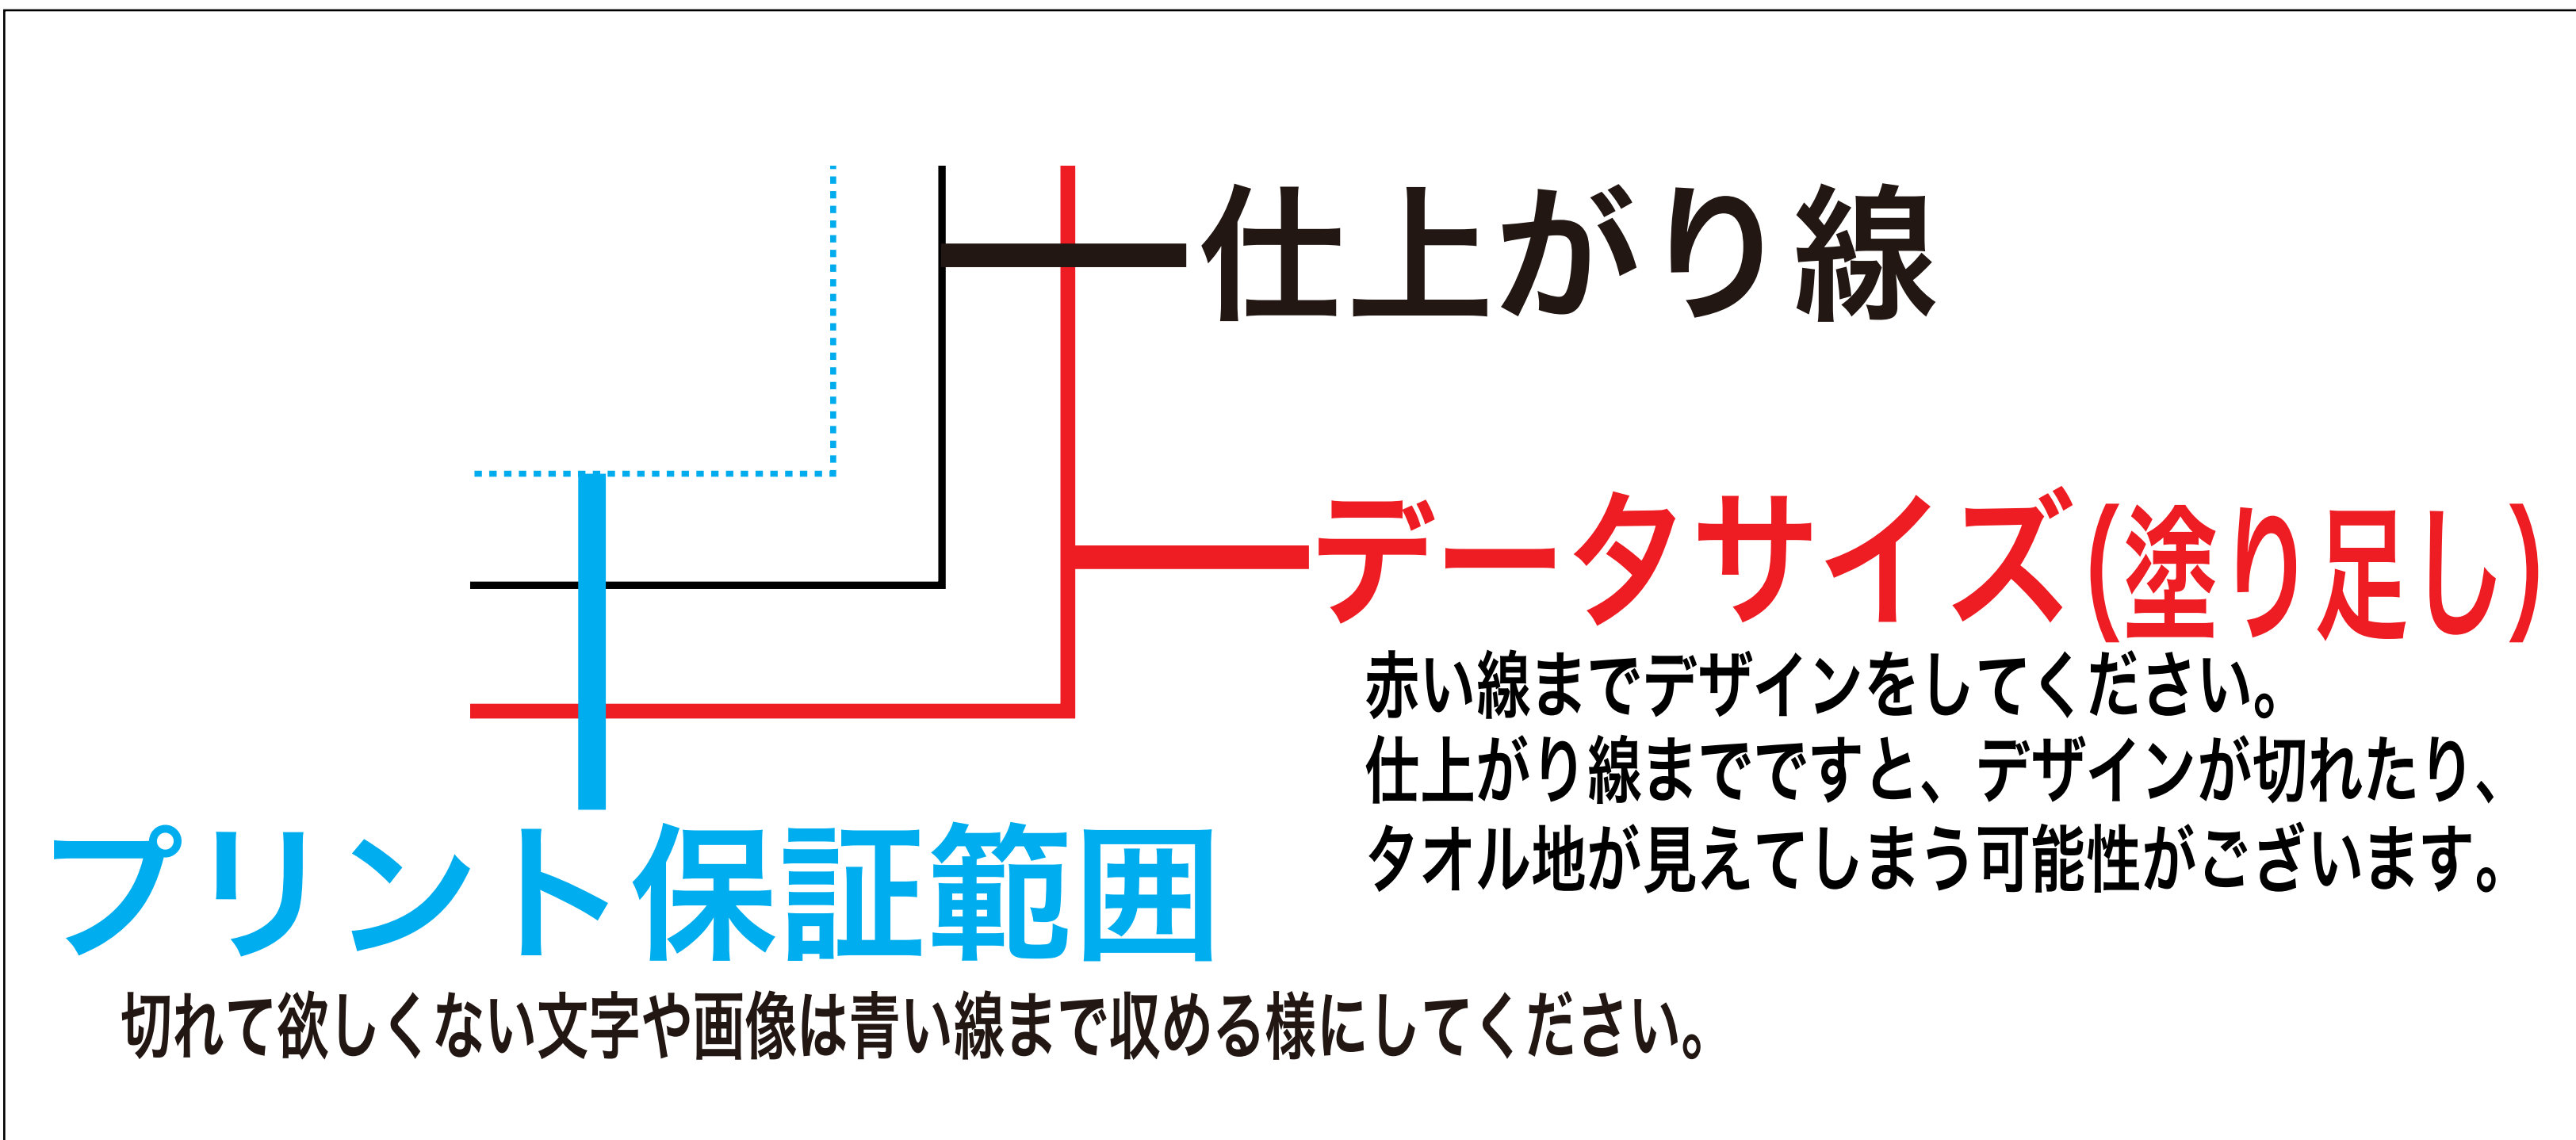 仕上がり線
データサイズ(塗り足し)
赤い線までデザインをしてください。
仕上がり線まででですと、デザインが切れたり、
タオル地が見えてしまう可能性がございます。
プリント保証範囲
切れて欲しくない文字や画像は青い線まで収める様にしてください。